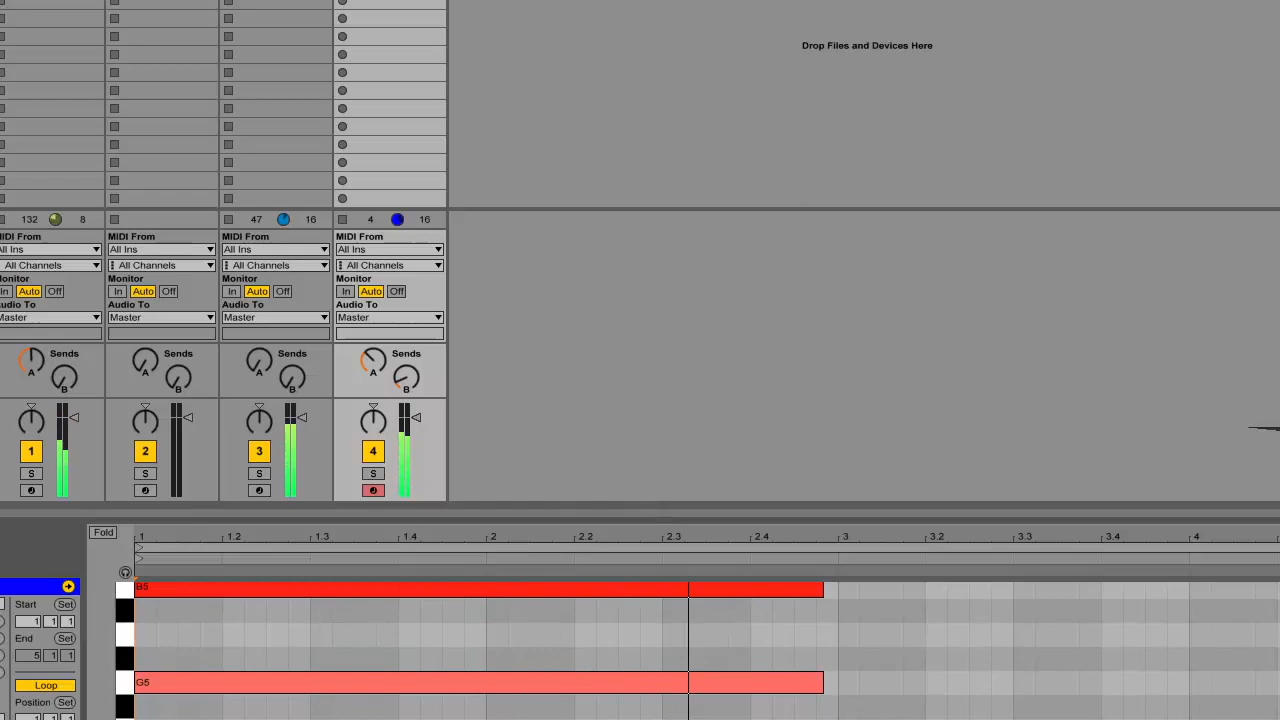 Drop Files and Devices Here
132 8 47 16 4 16
MIDI From MIDI From MIDI From MIDI From
All Ins All Ins All Ins All Ins
All Channels All Channels All Channels All Channels
Monitor Monitor Monitor Monitor
In Auto Off In Auto Off In Auto Off In Auto Off
Audio To Audio To Audio To Audio To
Master Master Master Master
Sends Sends Sends Sends
A A A A
B B B B
1 2 3 4
S S S S
Fold 1 1.2 1.3 1.4 2 2.2 2.3 2.4 3 3.2 3.3 3.4 4
B5
Start Set
1 1 1
End Set
5 1 1
G5
Loop
Position Set
1 1 1